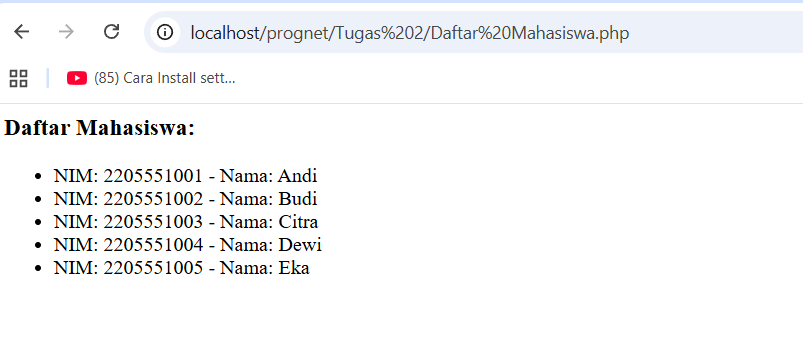 localhost/prognet/Tugas%202/Daftar%20Mahasiswa.php
(85) Cara Install sett...
Daftar Mahasiswa:
• NIM: 2205551001 - Nama: Andi
• NIM: 2205551002 - Nama: Budi
• NIM: 2205551003 - Nama: Citra
• NIM: 2205551004 - Nama: Dewi
• NIM: 2205551005 - Nama: Eka